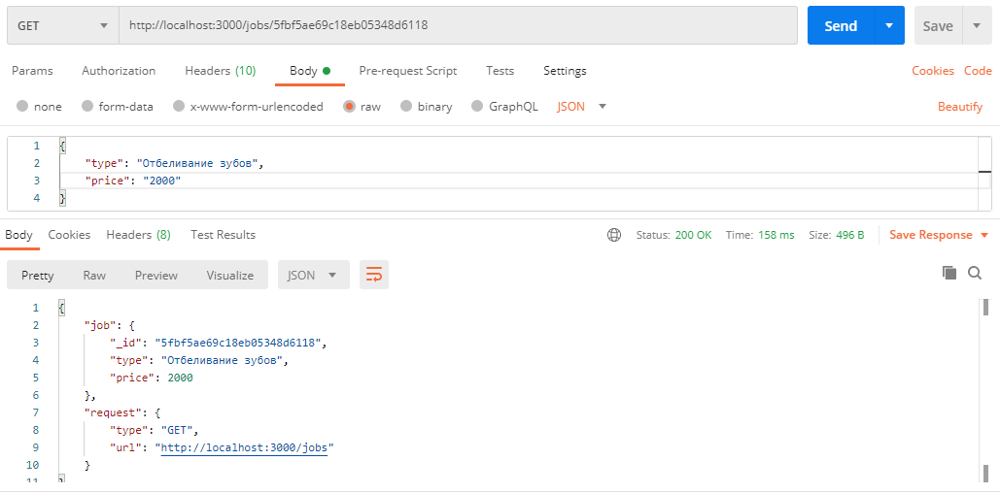 GET http://localhost:3000/jobs/5fbf5ae69c18eb05348d6118 Send Save
Params Authorization Headers (10) Body Pre-request Script Tests Settings Cookies Code
none form-data x-www-form-urlencoded raw binary GraphQL JSON Beautify
1 {
2 "type": "Отбеливание зубов",
3 "price": "2000"
4 }
Body Cookies Headers (8) Test Results Status: 200 OK Time: 158 ms Size: 496 B Save Response
Pretty Raw Preview Visualize JSON
1 {
2 "job": {
3 "_id": "5fbf5ae69c18eb05348d6118",
4 "type": "Отбеливание зубов",
5 "price": 2000
6 },
7 "request": {
8 "type": "GET",
9 "url": "http://localhost:3000/jobs"
10 }
11 }